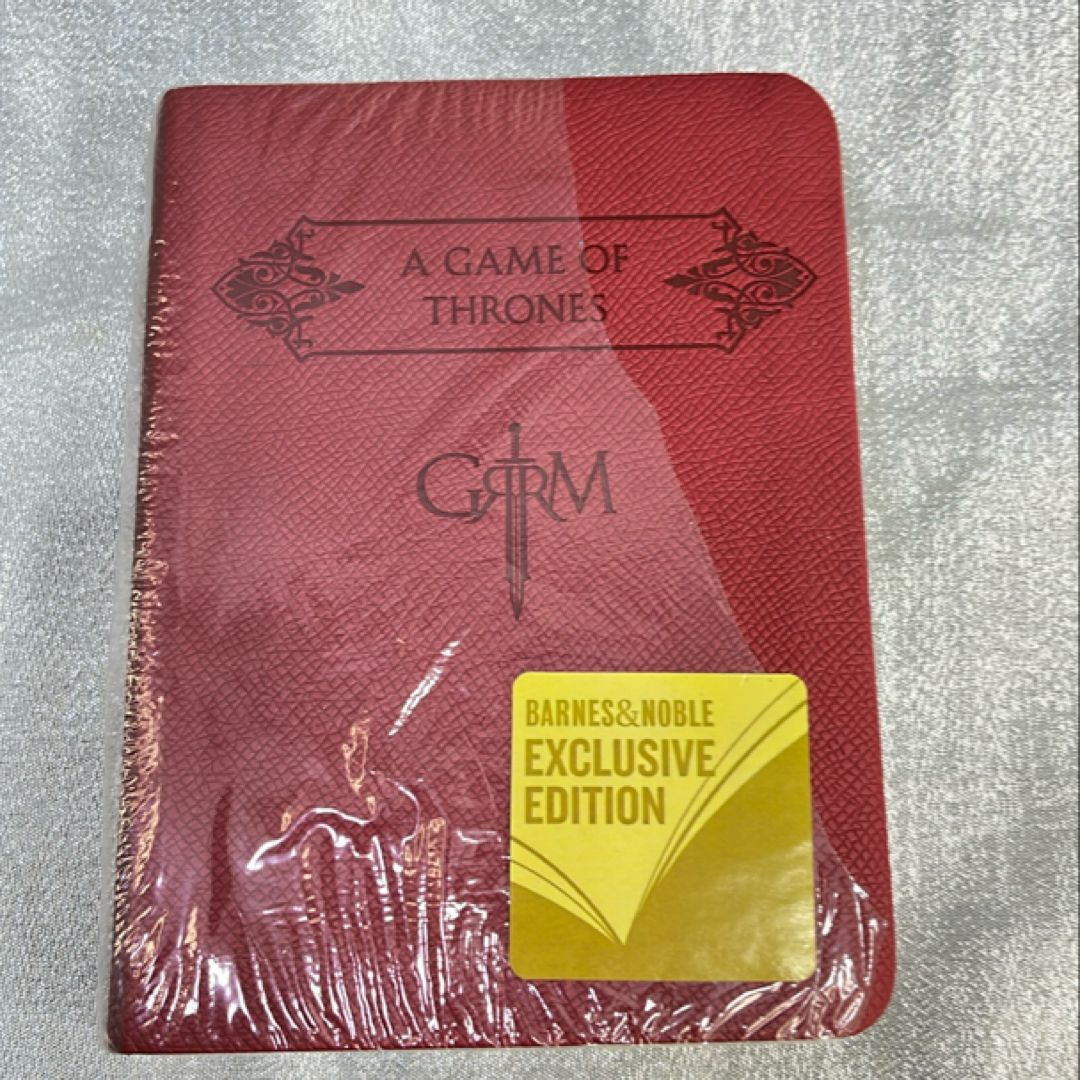 A GAME OF
THRONES
GRRM
BARNES&NOBLE
EXCLUSIVE
EDITION